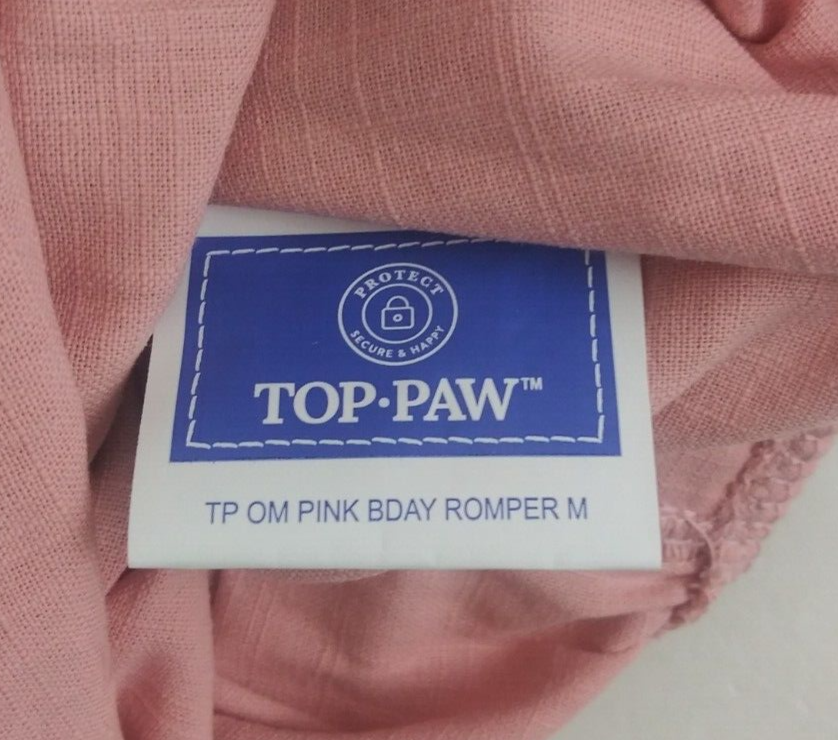 PROTECT
SECURE & HAPPY
TOP•PAW™
TP OM PINK BDAY ROMPER M